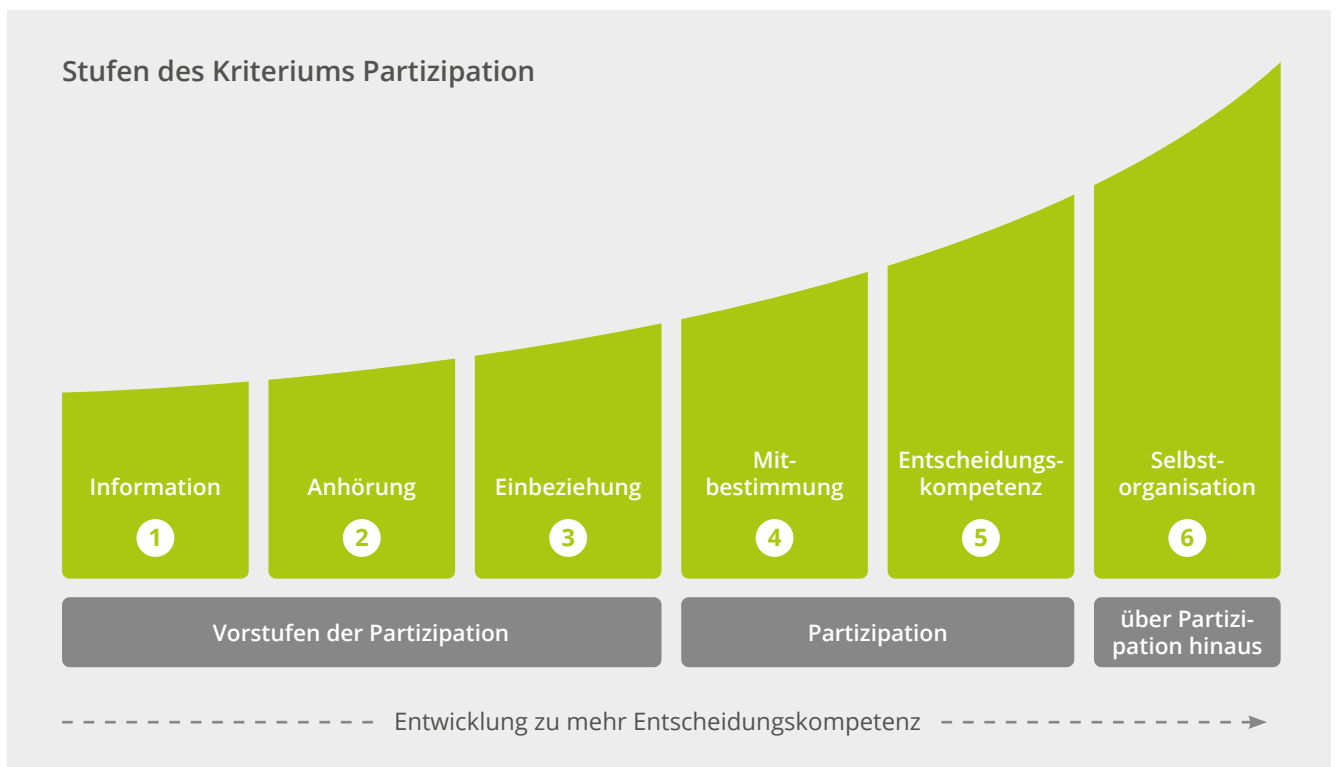 Stufen des Kriteriums Partizipation
Information
1
Anhörung
2
Einbeziehung
3
Mit-
bestimmung
4
Entscheidungs-
kompetenz
5
Selbst-
organisation
6
Vorstufen der Partizipation
Partizipation
über Partizi-
pation hinaus
Entwicklung zu mehr Entscheidungskompetenz